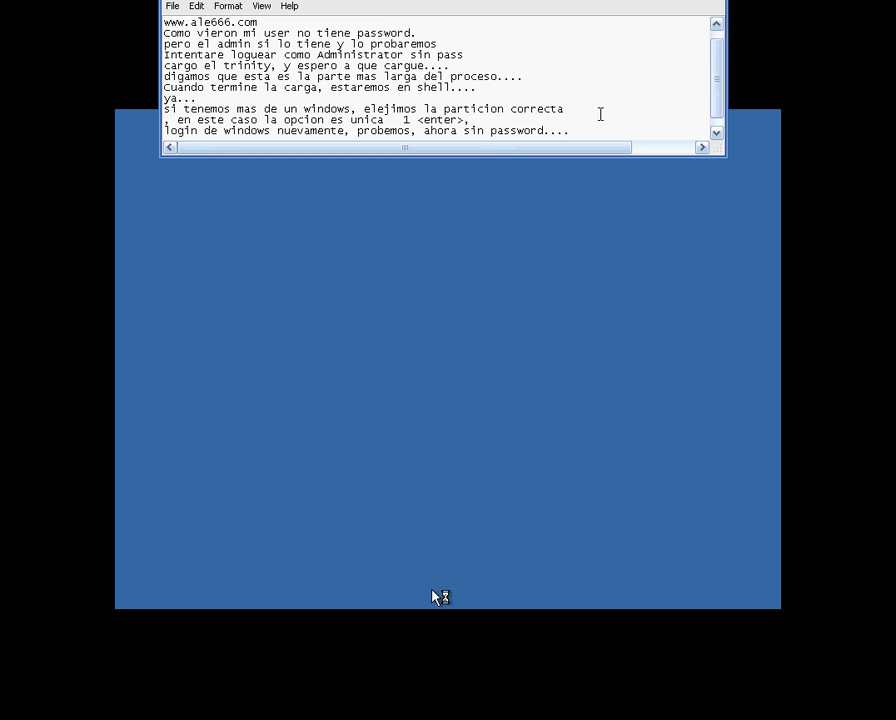 File Edit Format View Help
www.ale666.com
Como vieron mi user no tiene password.
pero el admin si lo tiene y lo probaremos
Intentare loguear como Administrator sin pass
cargo el trinity, y espero a que cargue....
digamos que esta es la parte mas larga del proceso....
Cuando termine la carga, estaremos en shell....
ya...
si tenemos mas de un windows, elejimos la particion correcta
, en este caso la opcion es unica 1 <enter>,
login de windows nuevamente, probemos, ahora sin password....